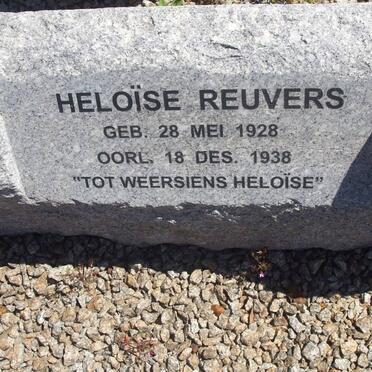 HELOÏSE REUVERS
GEB. 28 MEI 1928
OORL. 18 DES. 1938
"TOT WEERSIENS HELOÏSE"